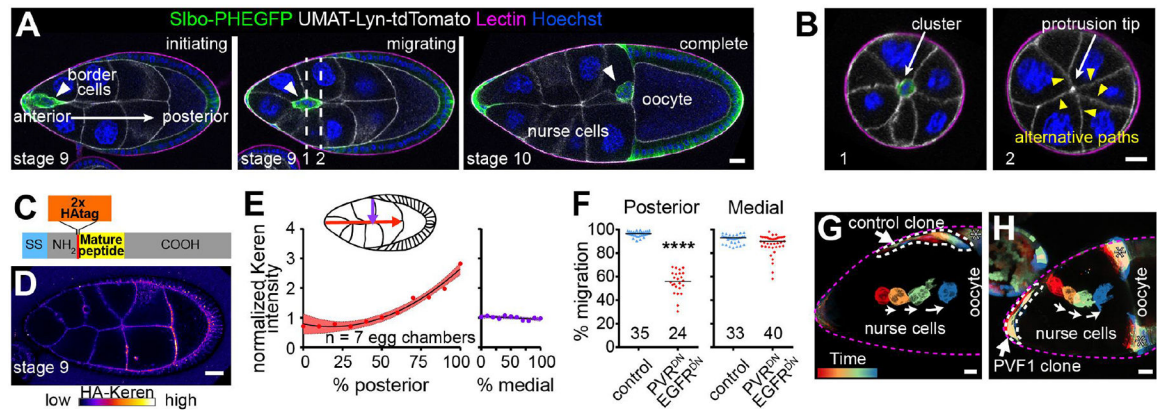 Slbo-PHEGFP UMAT-Lyn-tdTomato Lectin Hoechst
A
initiating
border
cells
anterior
posterior
stage 9
migrating
stage 9
1
2
complete
oocyte
nurse cells
stage 10
B
cluster
1
protrusion tip
alternative paths
2
C
2x
HAtag
SS
NH2
Mature
peptide
COOH
D
stage 9
HA-Keren
low
high
E
normalized Keren
intensity
4
3
2
1
0
n = 7 egg chambers
0
25
50
75
100
% posterior
0
50
100
% medial
F
Posterior
Medial
% migration
100
80
60
40
20
0
****
35
24
33
40
control
PVRDN
EGFRDN
control
PVRDN
EGFRDN
G
control clone
nurse cells
oocyte
Time
H
nurse cells
oocyte
PVF1 clone